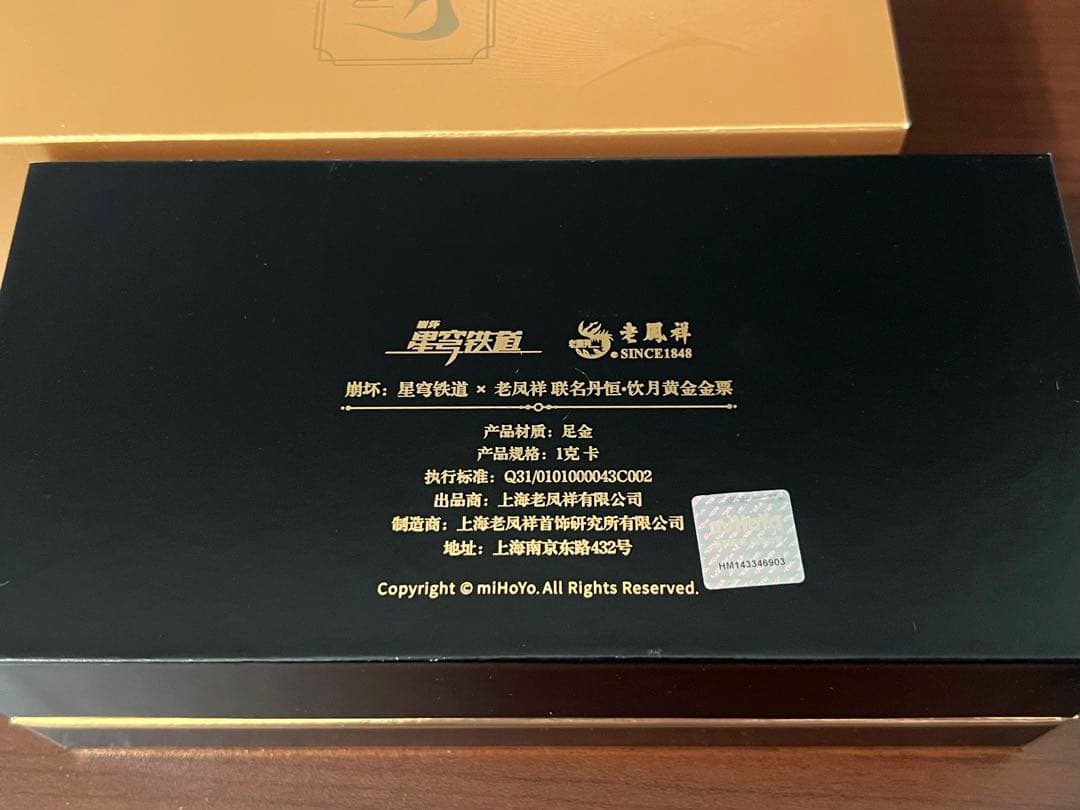 崩坏
星穹铁道
老鳳祥
SINCE1848
崩坏：星穹铁道 × 老凤祥 联名丹恒·饮月黄金金票
产品材质：足金
产品规格：1克 卡
执行标准：Q31/0101000043C002
出品商：上海老凤祥有限公司
制造商：上海老凤祥首饰研究所有限公司
地址：上海南京东路432号
miHoYo
HM143346903
Copyright © miHoYo. All Rights Reserved.